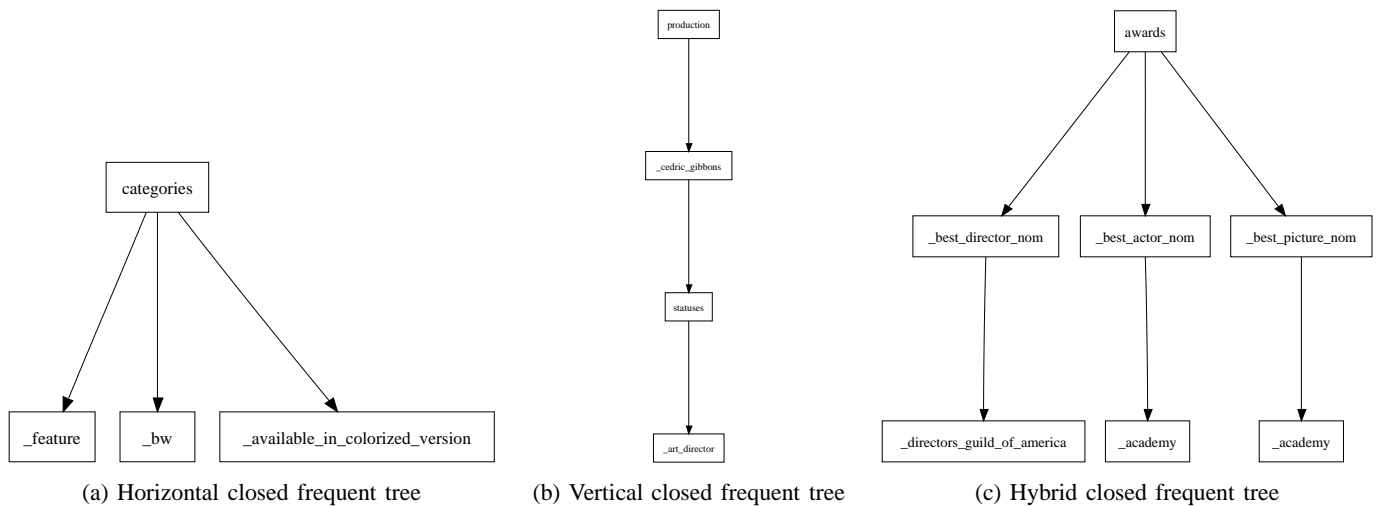 categories
_feature
_bw
_available_in_colorized_version
(a) Horizontal closed frequent tree
production
_cedric_gibbons
statuses
_art_director
(b) Vertical closed frequent tree
awards
_best_director_nom
_best_actor_nom
_best_picture_nom
_directors_guild_of_america
_academy
_academy
(c) Hybrid closed frequent tree